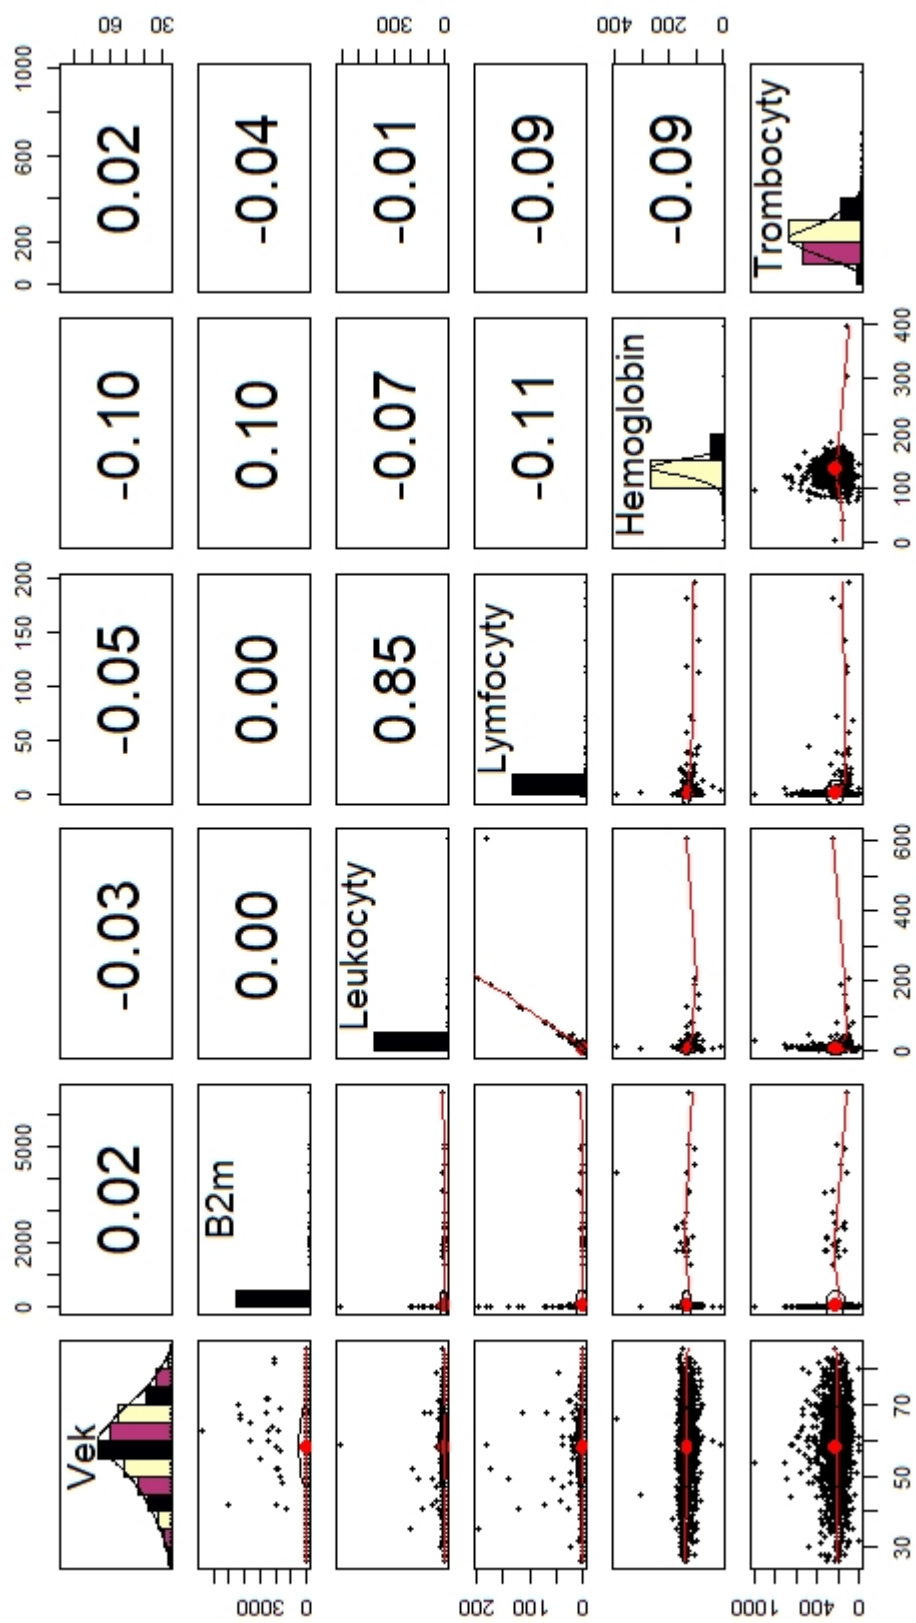 0 2000 5000 0 50 100 150 200 0 200 600 1000
Vek 0.02 -0.03 -0.05 -0.10 0.02
30 60
B2m 0.00 0.00 0.10 -0.04
0 3000
Leukocyty 0.85 -0.07 -0.01
0 300
Lymfocyty -0.11 -0.09
0 100 200
Hemoglobin -0.09
0 200 400
Trombocyty
0 400 1000
30 50 70 0 200 400 600 0 100 200 300 400